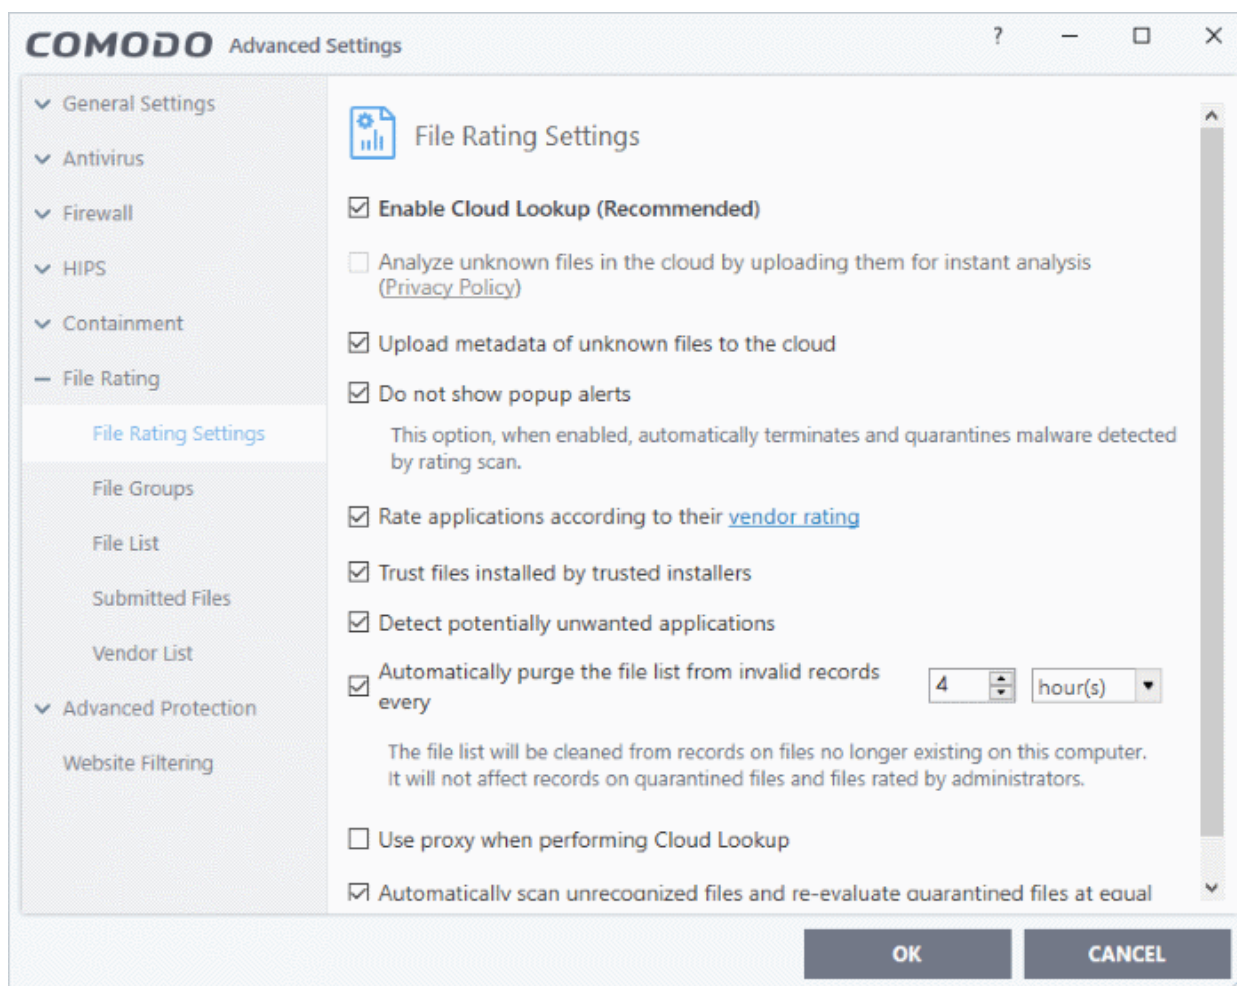 COMODO Advanced Settings
?
General Settings
Antivirus
Firewall
HIPS
Containment
File Rating
File Rating Settings
File Groups
File List
Submitted Files
Vendor List
Advanced Protection
Website Filtering
File Rating Settings
Enable Cloud Lookup (Recommended)
Analyze unknown files in the cloud by uploading them for instant analysis
(Privacy Policy)
Upload metadata of unknown files to the cloud
Do not show popup alerts
This option, when enabled, automatically terminates and quarantines malware detected
by rating scan.
Rate applications according to their vendor rating
Trust files installed by trusted installers
Detect potentially unwanted applications
Automatically purge the file list from invalid records
every
4 hour(s)
The file list will be cleaned from records on files no longer existing on this computer.
It will not affect records on quarantined files and files rated by administrators.
Use proxy when performing Cloud Lookup
Automatically scan unrecognized files and re-evaluate quarantined files at equal
OK
CANCEL